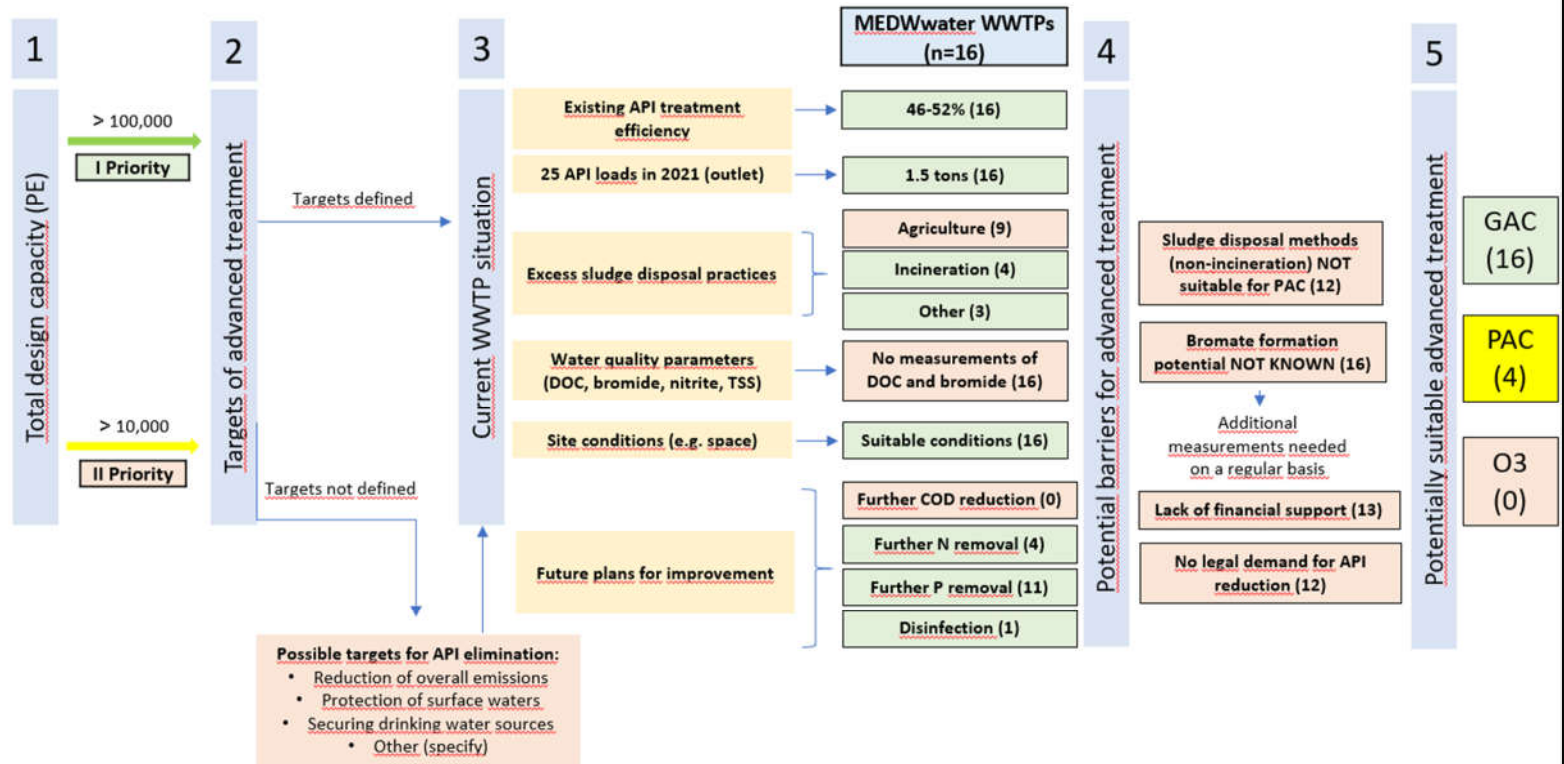 1
Total design capacity (PE)
> 100,000
I Priority
> 10,000
II Priority
2
Targets of advanced treatment
Targets defined
Targets not defined
Possible targets for API elimination:
• Reduction of overall emissions
• Protection of surface waters
• Securing drinking water sources
• Other (specify)
3
Current WWTP situation
MEDWwater WWTPs
(n=16)
Existing API treatment
efficiency
46-52% (16)
25 API loads in 2021 (outlet)
1.5 tons (16)
Excess sludge disposal practices
Agriculture (9)
Incineration (4)
Other (3)
Water quality parameters
(DOC, bromide, nitrite, TSS)
No measurements of
DOC and bromide (16)
Site conditions (e.g. space)
Suitable conditions (16)
Future plans for improvement
Further COD reduction (0)
Further N removal (4)
Further P removal (11)
Disinfection (1)
4
Potential barriers for advanced treatment
Sludge disposal methods
(non-incineration) NOT
suitable for PAC (12)
Bromate formation
potential NOT KNOWN (16)
Additional
measurements needed
on a regular basis
Lack of financial support (13)
No legal demand for API
reduction (12)
5
Potentially suitable advanced treatment
GAC
(16)
PAC
(4)
O3
(0)